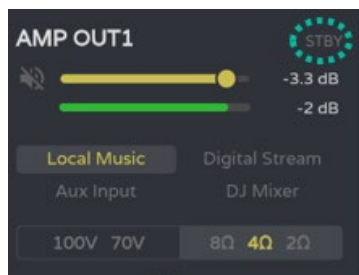 AMP OUT1 STBY
-3.3 dB
-2 dB
Local Music Digital Stream
Aux Input DJ Mixer
100V 70V 8Ω 4Ω 2Ω